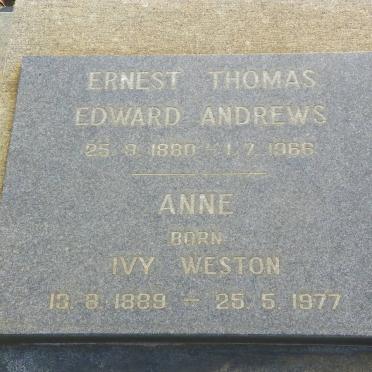 ERNEST THOMAS
EDWARD ANDREWS
25. 9. 1880 – 1. 7. 1966
ANNE
BORN
IVY WESTON
13. 8. 1889 – 25. 5. 1977